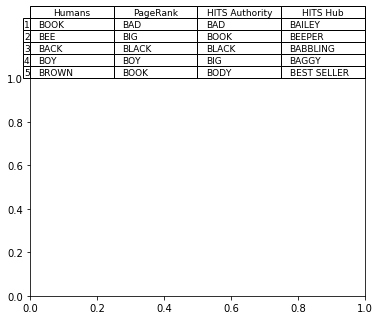 Humans PageRank HITS Authority HITS Hub
1 BOOK BAD BAD BAILEY
2 BEE BIG BOOK BEEPER
3 BACK BLACK BLACK BABBLING
4 BOY BOY BIG BAGGY
5 BROWN BOOK BODY BEST SELLER
1.0
0.8
0.6
0.4
0.2
0.0
0.0 0.2 0.4 0.6 0.8 1.0